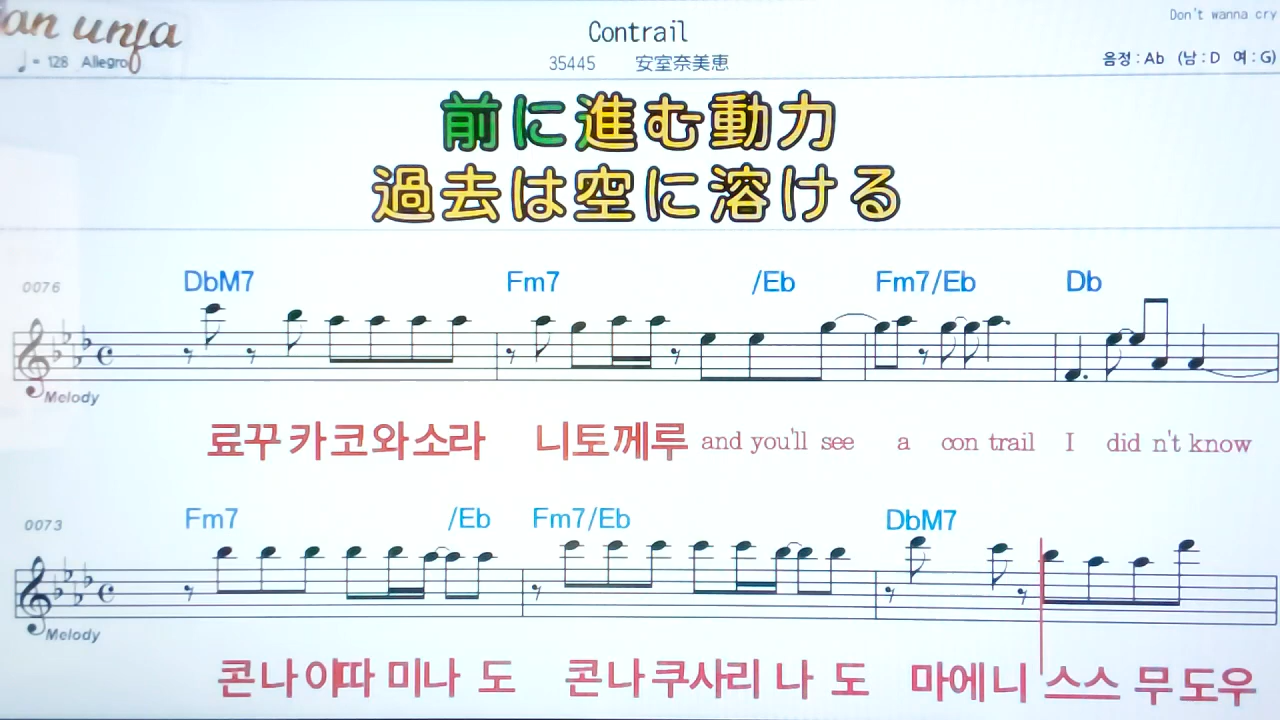 Don't wanna cry
Contrail
♩= 128 Allegro
35445 安室奈美恵
음정 : Ab (남 : D 여 : G)
前に進む動力
過去は空に溶ける
0076
DbM7 Fm7 /Eb Fm7/Eb Db
Melody
료꾸 카 코 와 소 라 니토께루 and you'll see a con trail I did n't know
0073
Fm7 /Eb Fm7/Eb DbM7
Melody
콘 나 이따 미 나 도 콘 나 쿠사리 나 도 마에니 스스 무 도우